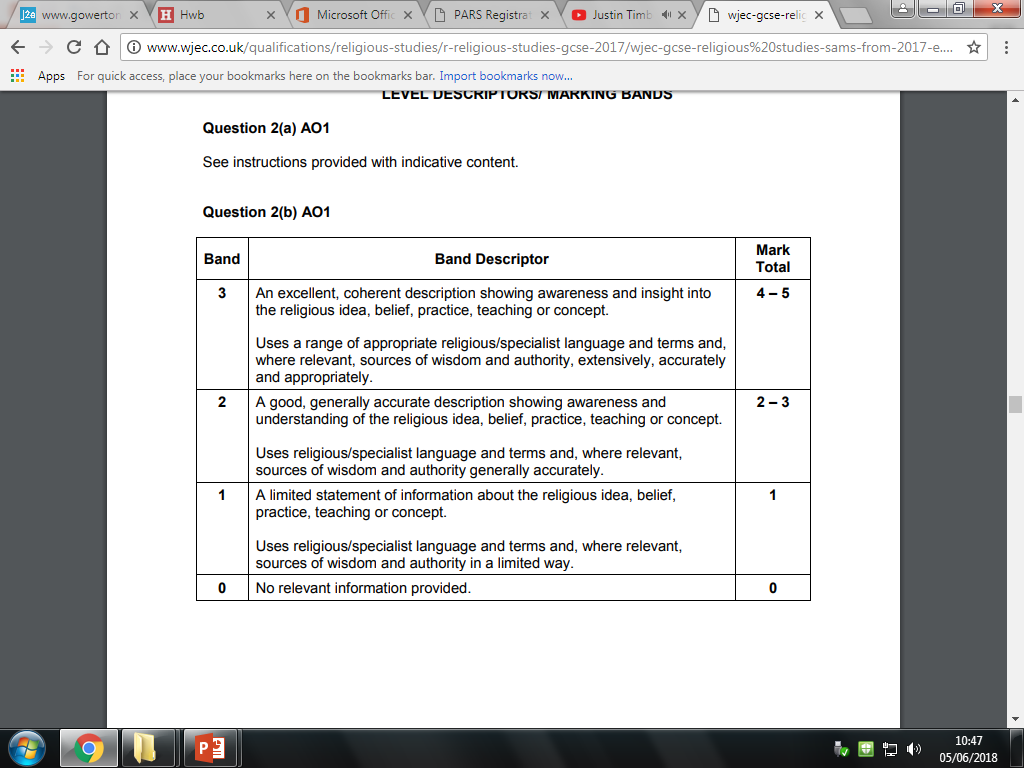 www.gowerton
Hwb
Microsoft Offic
PARS Registrat
Justin Timb
wjec-gcse-relig
www.wjec.co.uk/qualifications/religious-studies/r-religious-studies-gcse-2017/wjec-gcse-religious%20studies-sams-from-2017-e....
Apps For quick access, place your bookmarks here on the bookmarks bar. Import bookmarks now...
LEVEL DESCRIPTORS/ MARKING BANDS
Question 2(a) AO1
See instructions provided with indicative content.
Question 2(b) AO1
Band
Band Descriptor
Mark
Total
3
An excellent, coherent description showing awareness and insight into
the religious idea, belief, practice, teaching or concept.
Uses a range of appropriate religious/specialist language and terms and,
where relevant, sources of wisdom and authority, extensively, accurately
and appropriately.
4 – 5
2
A good, generally accurate description showing awareness and
understanding of the religious idea, belief, practice, teaching or concept.
Uses religious/specialist language and terms and, where relevant,
sources of wisdom and authority generally accurately.
2 – 3
1
A limited statement of information about the religious idea, belief,
practice, teaching or concept.
Uses religious/specialist language and terms and, where relevant,
sources of wisdom and authority in a limited way.
1
0
No relevant information provided.
0
10:47
05/06/2018